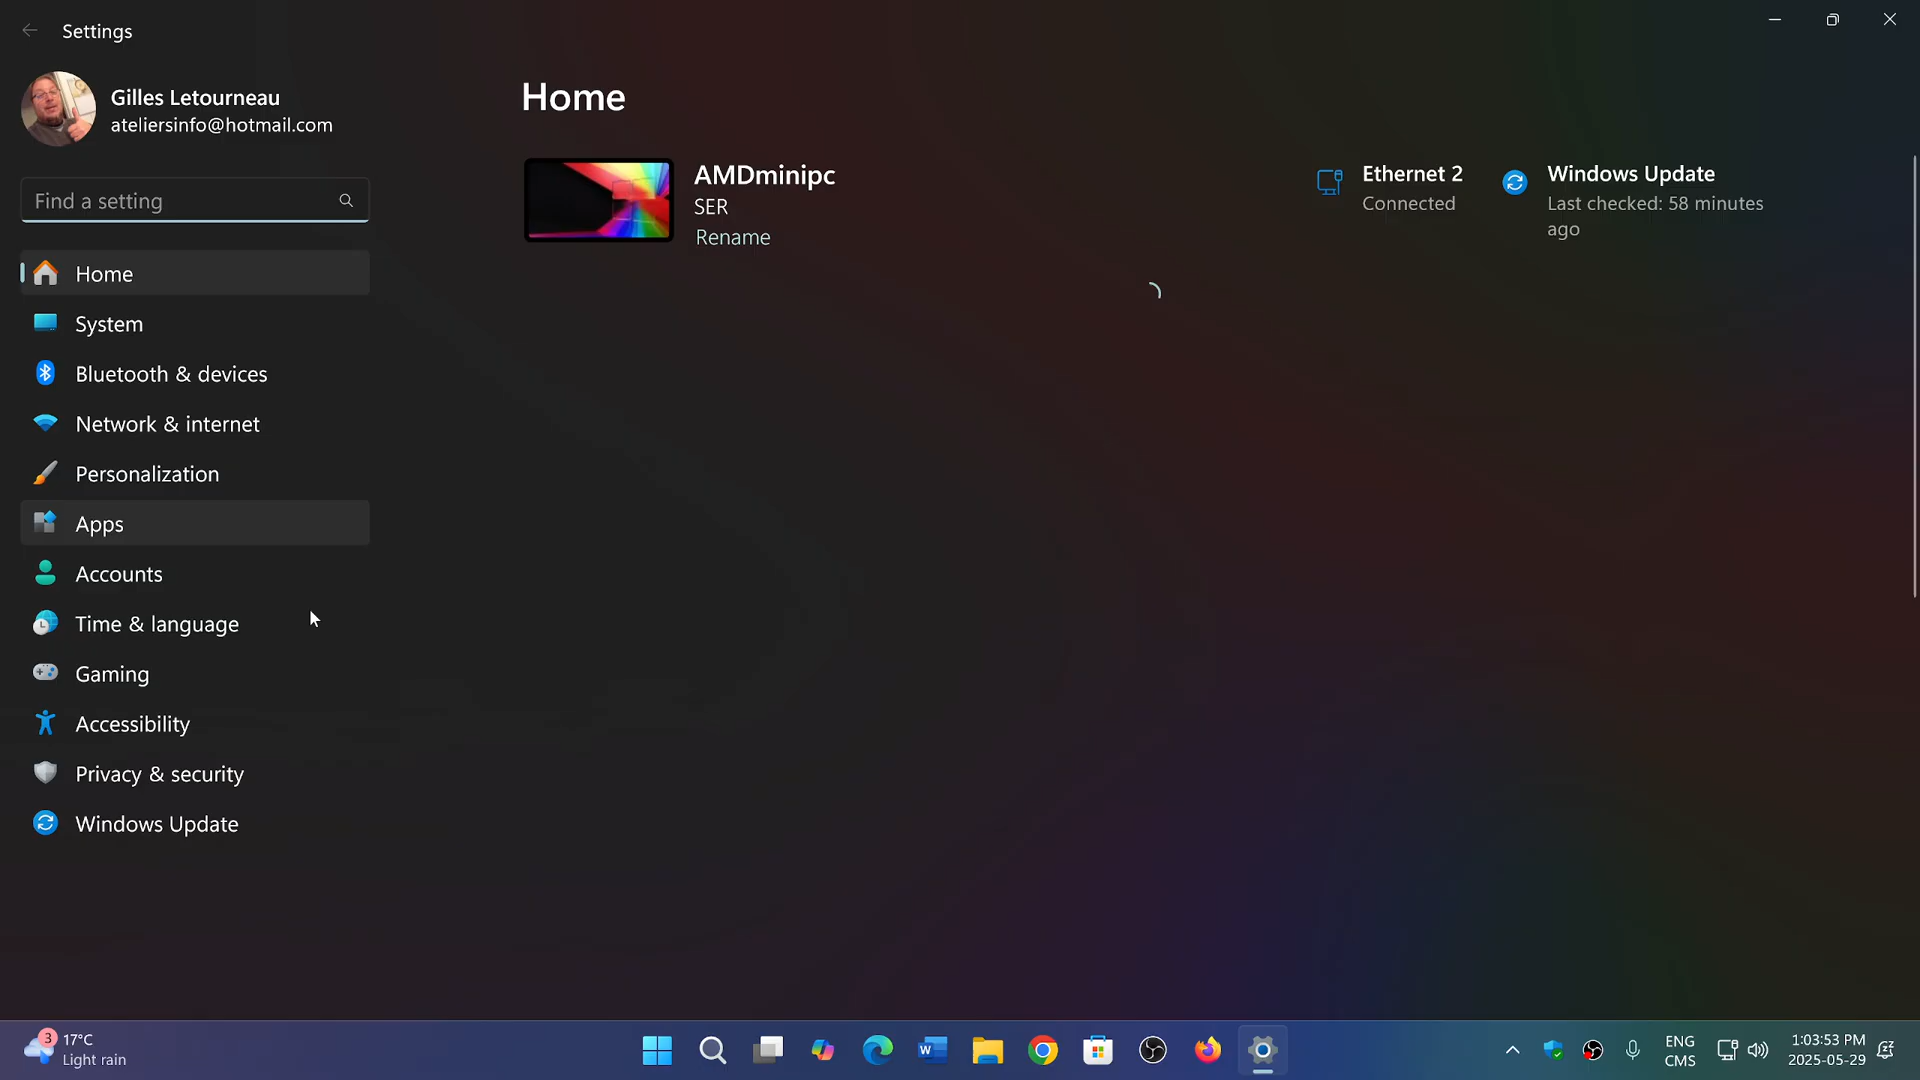 Settings
Gilles Letourneau
ateliersinfo@hotmail.com
Find a setting
Home
System
Bluetooth & devices
Network & internet
Personalization
Apps
Accounts
Time & language
Gaming
Accessibility
Privacy & security
Windows Update
Home
AMDminipc
SER
Rename
Ethernet 2
Connected
Windows Update
Last checked: 58 minutes
ago
3
17°C
Light rain
W
ENG
CMS
1:03:53 PM
2025-05-29